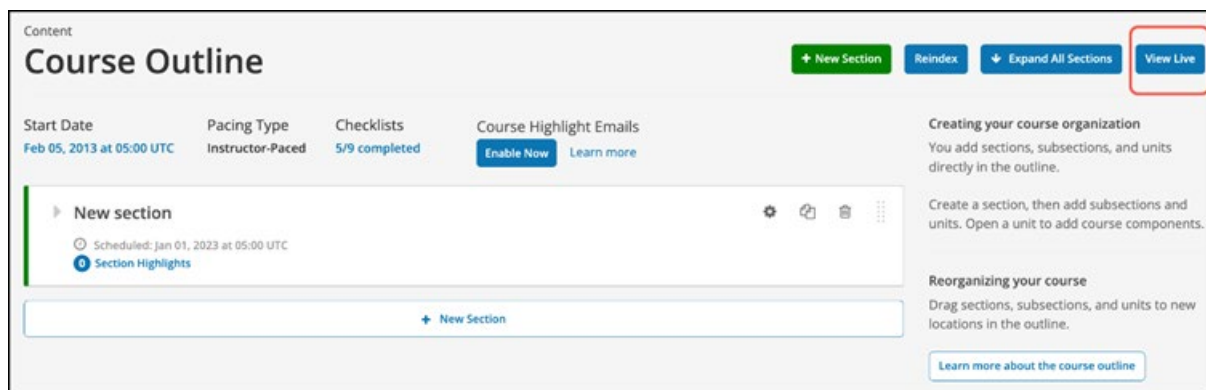 Content
Course Outline
+ New Section
Reindex
Expand All Sections
View Live
Start Date
Feb 05, 2013 at 05:00 UTC
Pacing Type
Instructor-Paced
Checklists
5/9 completed
Course Highlight Emails
Enable Now
Learn more
New section
Scheduled: Jan 01, 2023 at 05:00 UTC
0 Section Highlights
+ New Section
Creating your course organization
You add sections, subsections, and units
directly in the outline.
Create a section, then add subsections and
units. Open a unit to add course components.
Reorganizing your course
Drag sections, subsections, and units to new
locations in the outline.
Learn more about the course outline